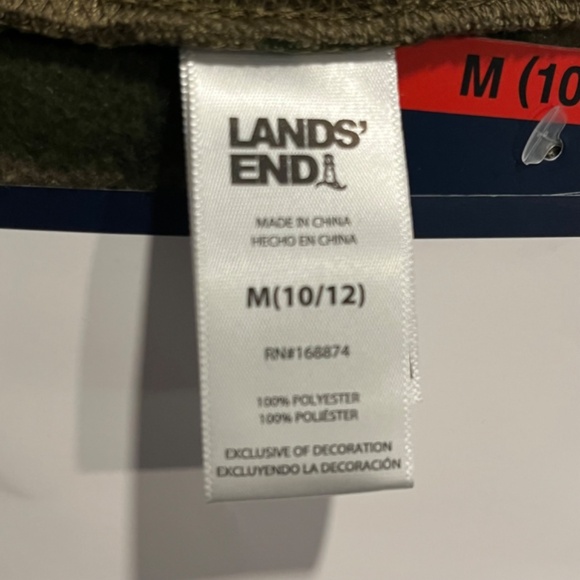 M (10
LANDS'
END
MADE IN CHINA
HECHO EN CHINA
M(10/12)
RN#168874
100% POLYESTER
100% POLIÉSTER
EXCLUSIVE OF DECORATION
EXCLUYENDO LA DECORACIÓN